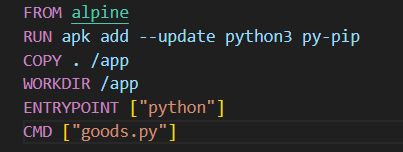 FROM alpine
RUN apk add --update python3 py-pip
COPY . /app
WORKDIR /app
ENTRYPOINT ["python"]
CMD ["goods.py"]